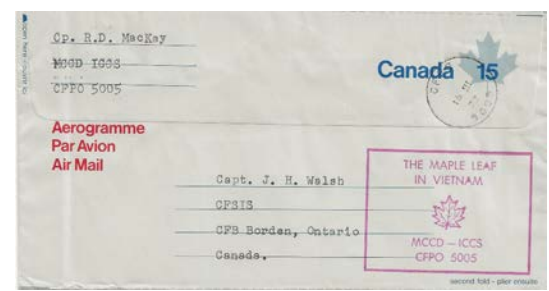 Cp. R.D. MacKay
MCCD ICCS
CFPO 5005
Canada 15
Aerogramme
Par Avion
Air Mail
Capt. J. H. Walsh
CFSIS
CFB Borden, Ontario
Canada.
THE MAPLE LEAF
IN VIETNAM
MCCD – ICCS
CFPO 5005
second fold - plier ensuite